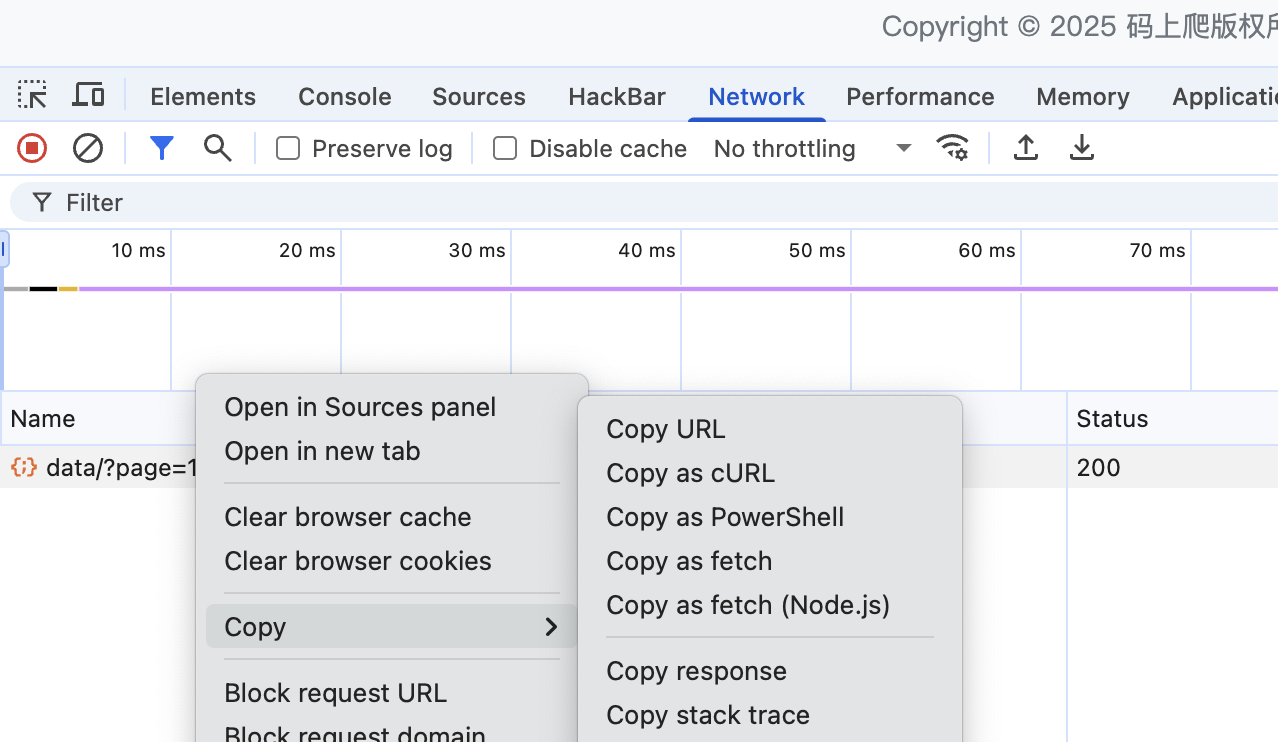 Copyright © 2025 码上爬版权所
Elements Console Sources HackBar Network Performance Memory Applicatio
Preserve log Disable cache No throttling
Filter
10 ms 20 ms 30 ms 40 ms 50 ms 60 ms 70 ms
Name Status
data/?page=1 200
Open in Sources panel
Open in new tab
Clear browser cache
Clear browser cookies
Copy
Block request URL
Block request domain
Copy URL
Copy as cURL
Copy as PowerShell
Copy as fetch
Copy as fetch (Node.js)
Copy response
Copy stack trace